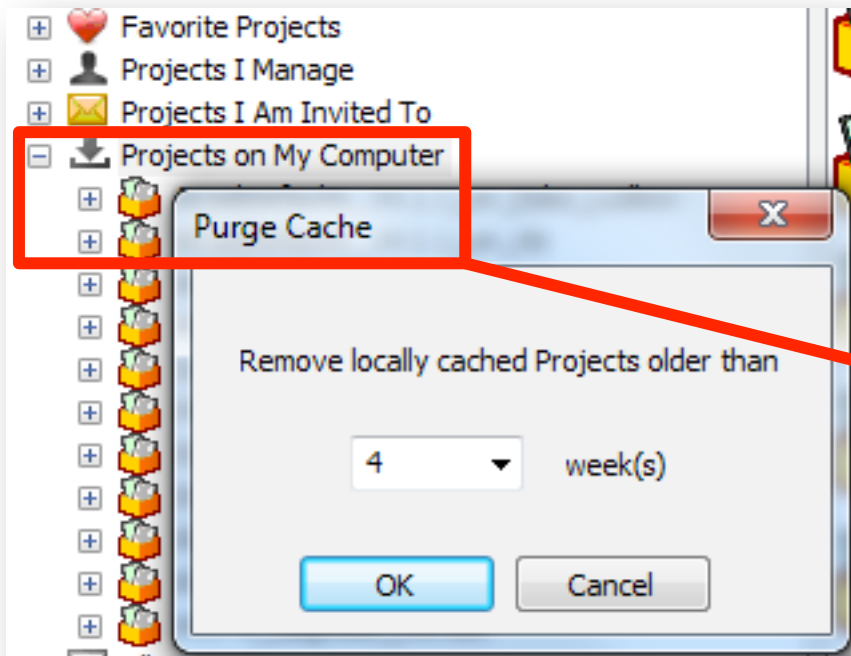 Favorite Projects
Projects I Manage
Projects I Am Invited To
Projects on My Computer
Purge Cache
Remove locally cached Projects older than
4 week(s)
OK Cancel